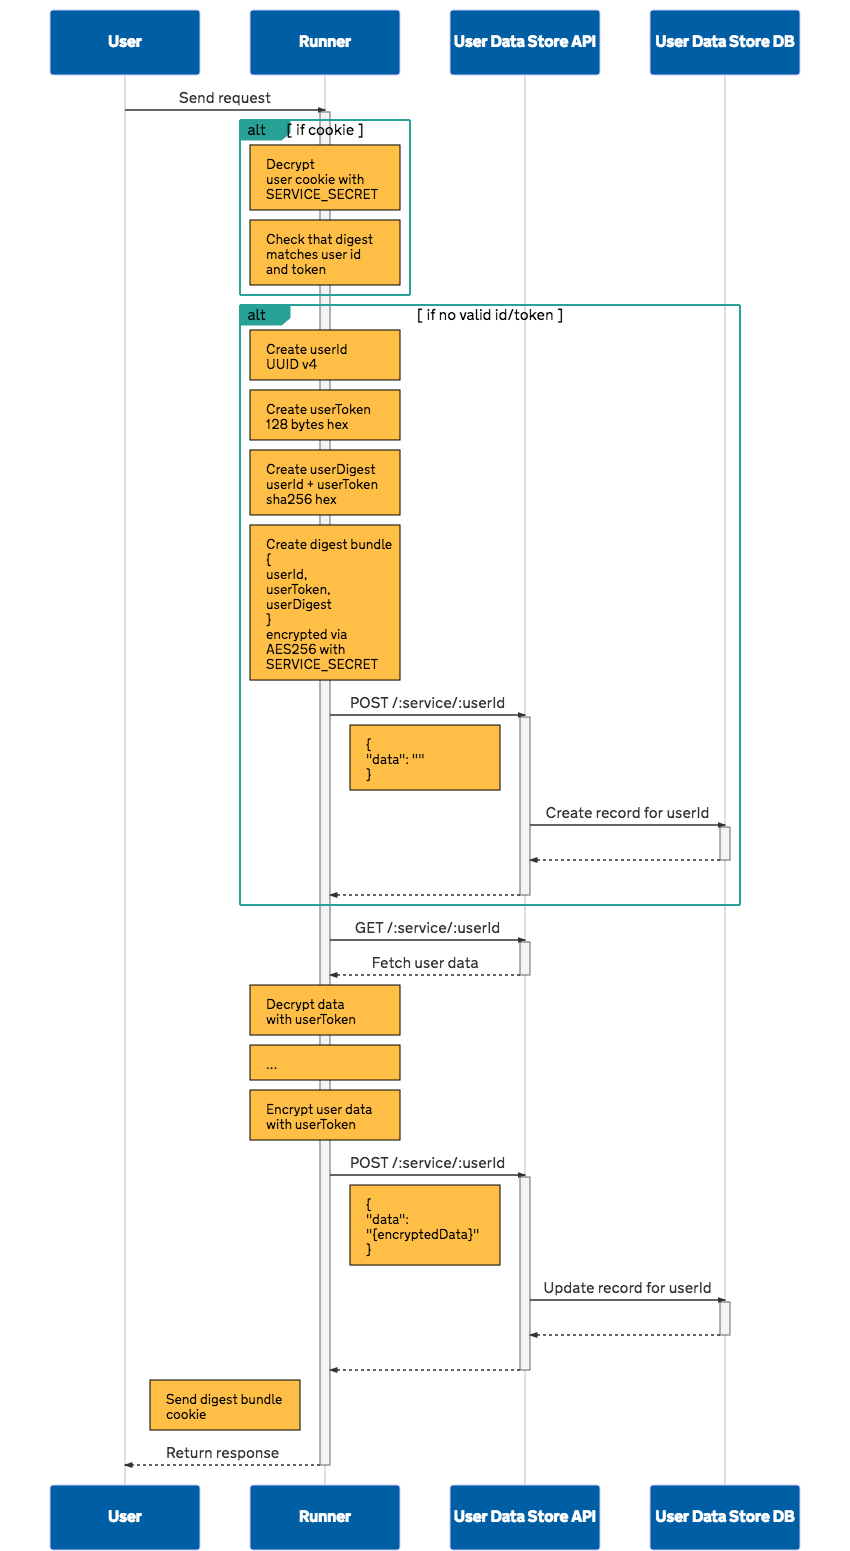 User
Runner
User Data Store API
User Data Store DB
Send request
alt
[ if cookie ]
Decrypt
user cookie with
SERVICE_SECRET
Check that digest
matches user id
and token
alt
[ if no valid id/token ]
Create userId
UUID v4
Create userToken
128 bytes hex
Create userDigest
userId + userToken
sha256 hex
Create digest bundle
{
userId,
userToken,
userDigest
}
encrypted via
AES256 with
SERVICE_SECRET
POST /:service/:userId
{
"data": ""
}
Create record for userId
GET /:service/:userId
Fetch user data
Decrypt data
with userToken
...
Encrypt user data
with userToken
POST /:service/:userId
{
"data":
"{encryptedData}"
}
Update record for userId
Send digest bundle
cookie
Return response
User
Runner
User Data Store API
User Data Store DB